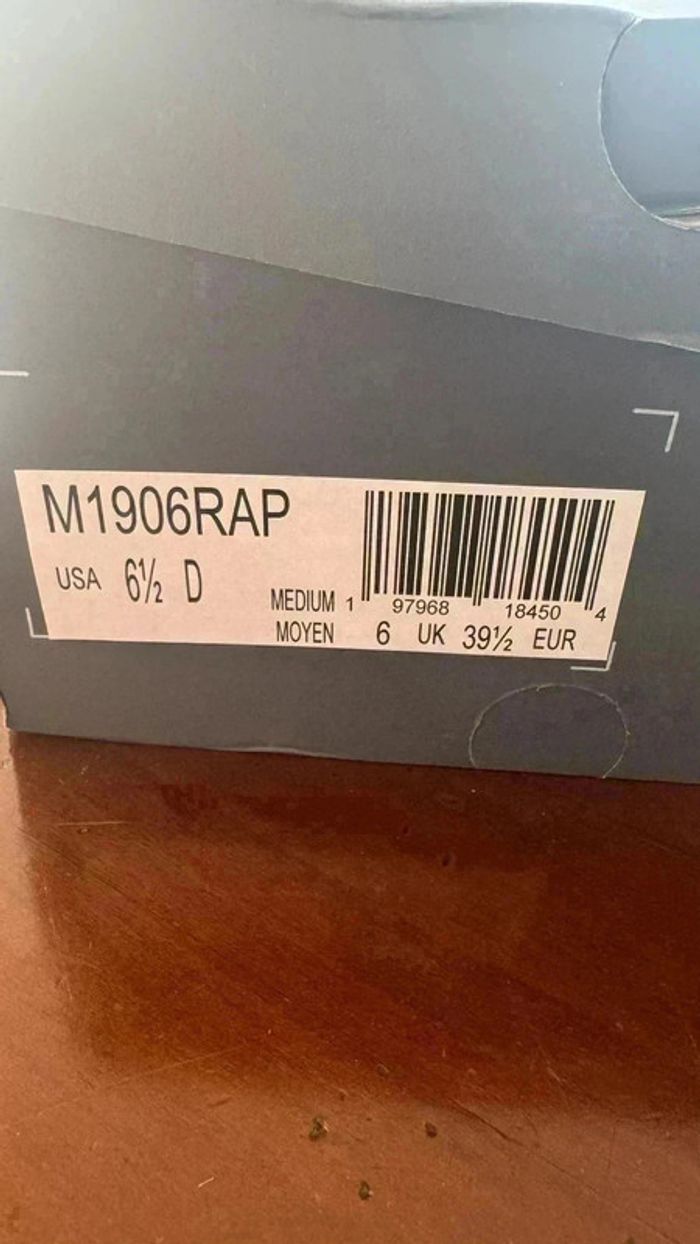 M1906RAP
USA 6½ D
MEDIUM 1 97968 18450 4
MOYEN 6 UK 39½ EUR